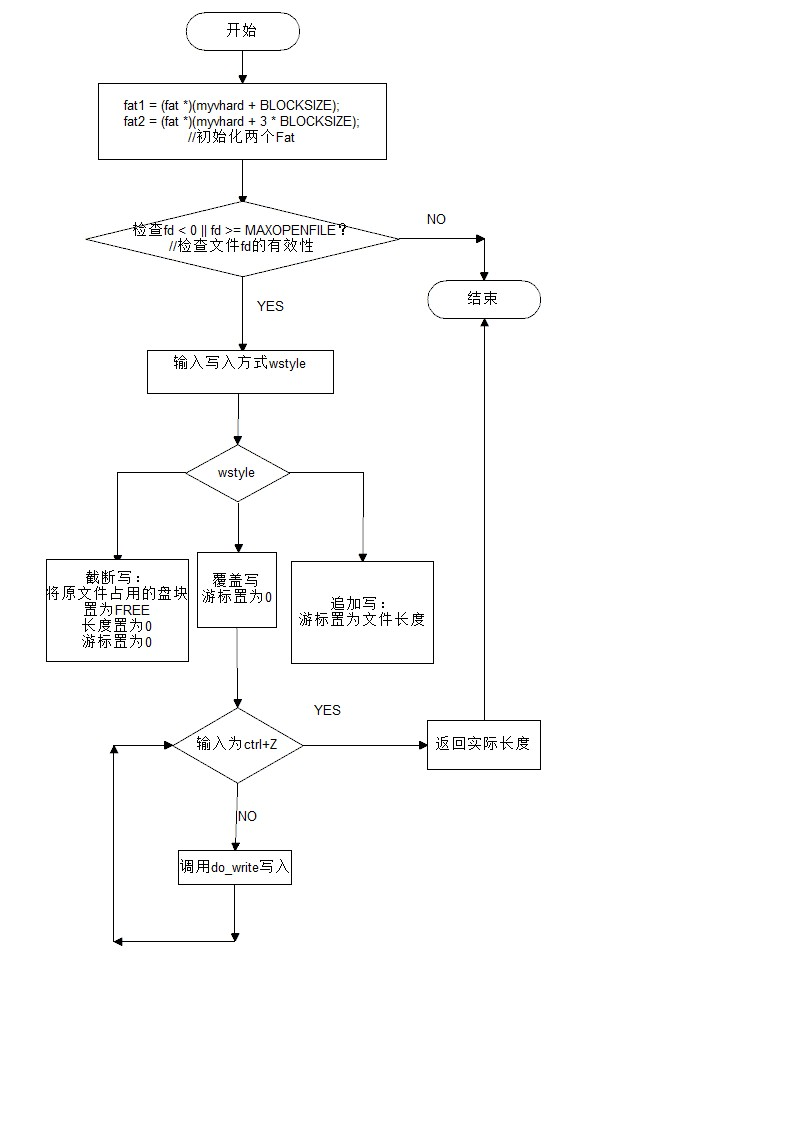 开始
fat1 = (fat *)(myvhard + BLOCKSIZE);
fat2 = (fat *)(myvhard + 3 * BLOCKSIZE);
//初始化两个Fat
检查fd < 0 || fd >= MAXOPENFILE?
//检查文件fd的有效性
NO
结束
YES
输入写入方式wstyle
wstyle
截断写：
将原文件占用的盘块
置为FREE
长度置为0
游标置为0
覆盖写
游标置为0
追加写：
游标置为文件长度
YES
输入为ctrl+Z
返回实际长度
NO
调用do_write写入